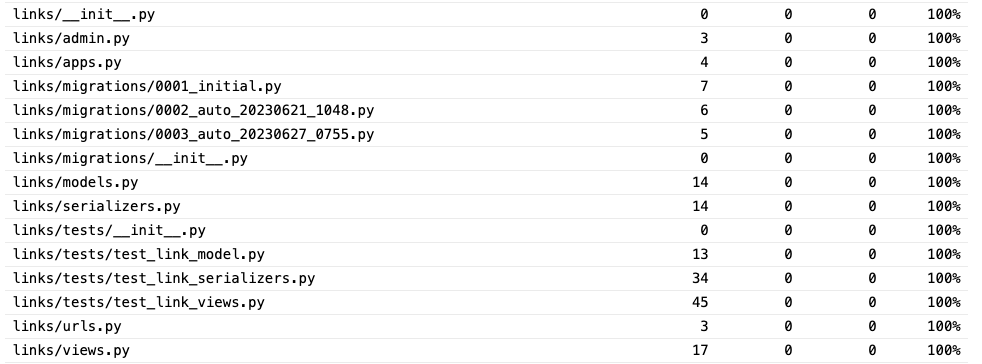 links/__init__.py 0 0 0 100%
links/admin.py 3 0 0 100%
links/apps.py 4 0 0 100%
links/migrations/0001_initial.py 7 0 0 100%
links/migrations/0002_auto_20230621_1048.py 6 0 0 100%
links/migrations/0003_auto_20230627_0755.py 5 0 0 100%
links/migrations/__init__.py 0 0 0 100%
links/models.py 14 0 0 100%
links/serializers.py 14 0 0 100%
links/tests/__init__.py 0 0 0 100%
links/tests/test_link_model.py 13 0 0 100%
links/tests/test_link_serializers.py 34 0 0 100%
links/tests/test_link_views.py 45 0 0 100%
links/urls.py 3 0 0 100%
links/views.py 17 0 0 100%